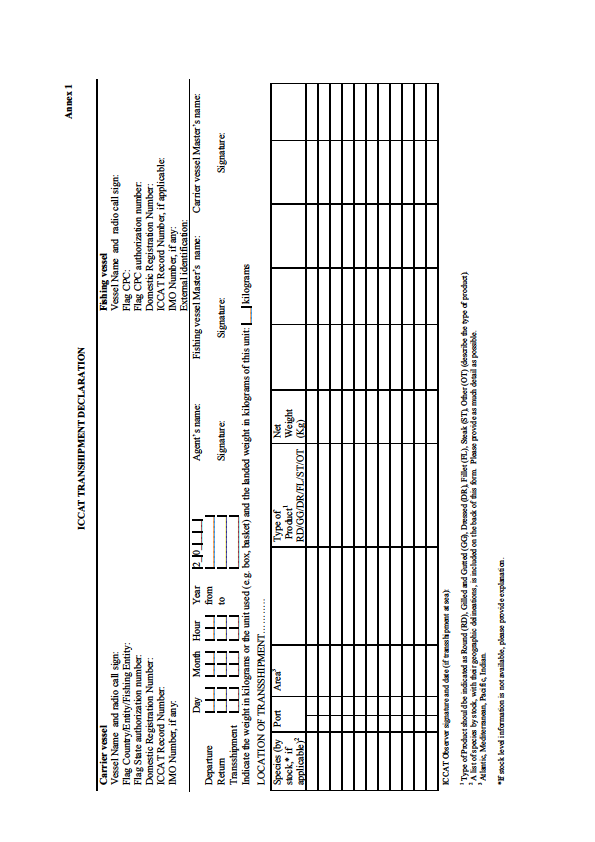 Annex 1
ICCAT TRANSHIPMENT DECLARATION
Carrier vessel
Vessel Name and radio call sign:
Flag Country/Entity/Fishing Entity:
Flag State authorization number:
Domestic Registration Number:
ICCAT Record Number:
IMO Number, if any:
Fishing vessel
Vessel Name and radio call sign:
Flag CPC:
Flag CPC authorization number:
Domestic Registration Number:
ICCAT Record Number, if applicable:
IMO Number, if any:
External identification:
Day Month Hour Year 2 0 Agent's name: Fishing vessel Master's name: Carrier vessel Master's name:
Departure from
Return to Signature: Signature: Signature:
Transshipment
Indicate the weight in kilograms or the unit used (e.g. box, basket) and the landed weight in kilograms of this unit: kilograms
LOCATION OF TRANSSHIPMENT…………
Species (by stock,* if applicable)2 Port Area3 Type of Product1 RD/GG/DR/FL/ST/OT Net Weight (Kg)
ICCAT Observer signature and date (if transshipment at sea):
1 Type of Product should be indicated as Round (RD), Gilled and Gutted (GG), Dressed (DR), Fillet (FL), Steak (ST), Other (OT) (describe the type of product).
2 A list of species by stock, with their geographic delineations, is included on the back of this form. Please provide as much detail as possible.
3 Atlantic, Mediterranean, Pacific, Indian.
*If stock level information is not available, please provide explanation.